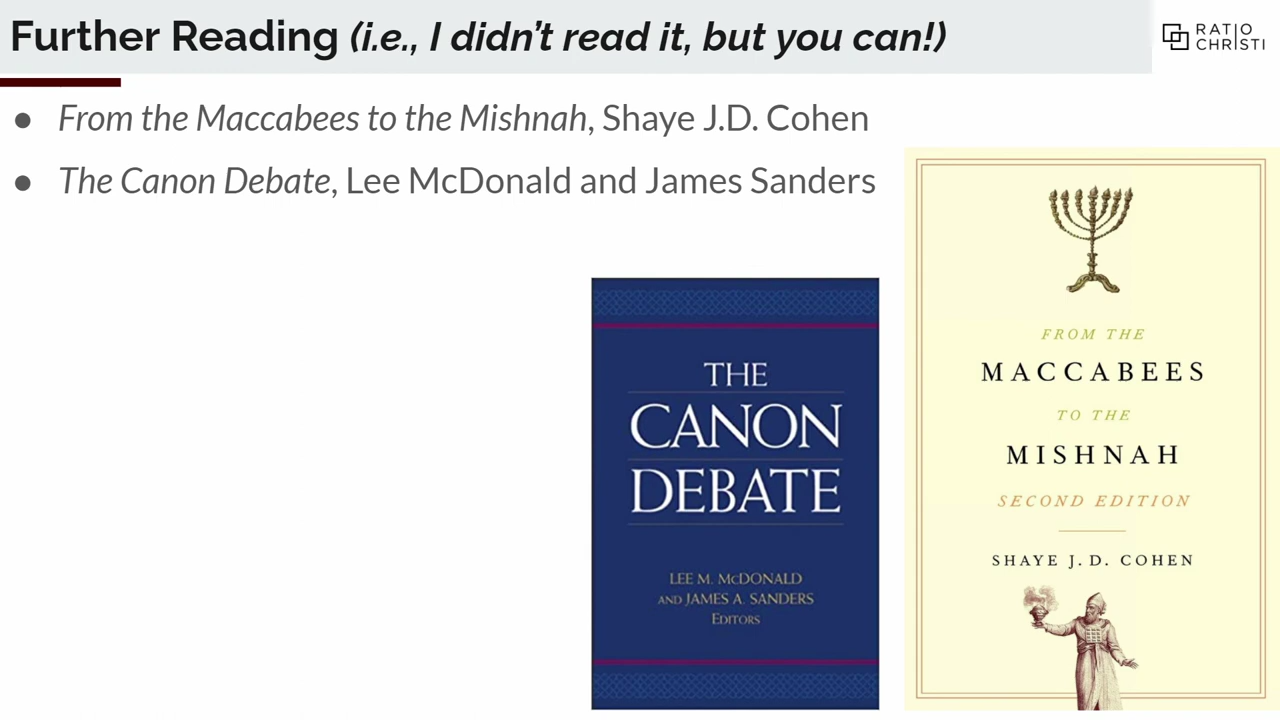 Further Reading (i.e., I didn't read it, but you can!)
RATIO
CHRISTI
● From the Maccabees to the Mishnah, Shaye J.D. Cohen
● The Canon Debate, Lee McDonald and James Sanders
THE
CANON
DEBATE
LEE M. MCDONALD
AND JAMES A. SANDERS
EDITORS
FROM THE
MACCABEES
TO THE
MISHNAH
SECOND EDITION
SHAYE J. D. COHEN